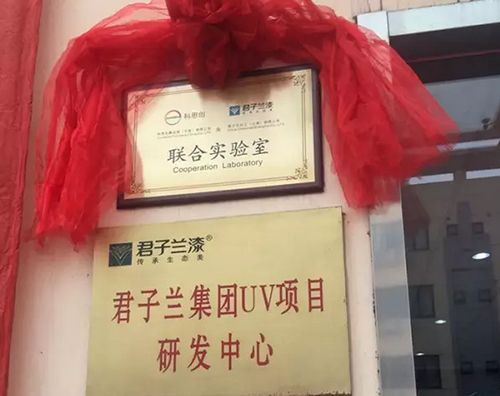 科思创
君子兰漆
联合实验室
Cooperation Laboratory
君子兰漆®
传承生态美
君子兰集团UV项目
研发中心